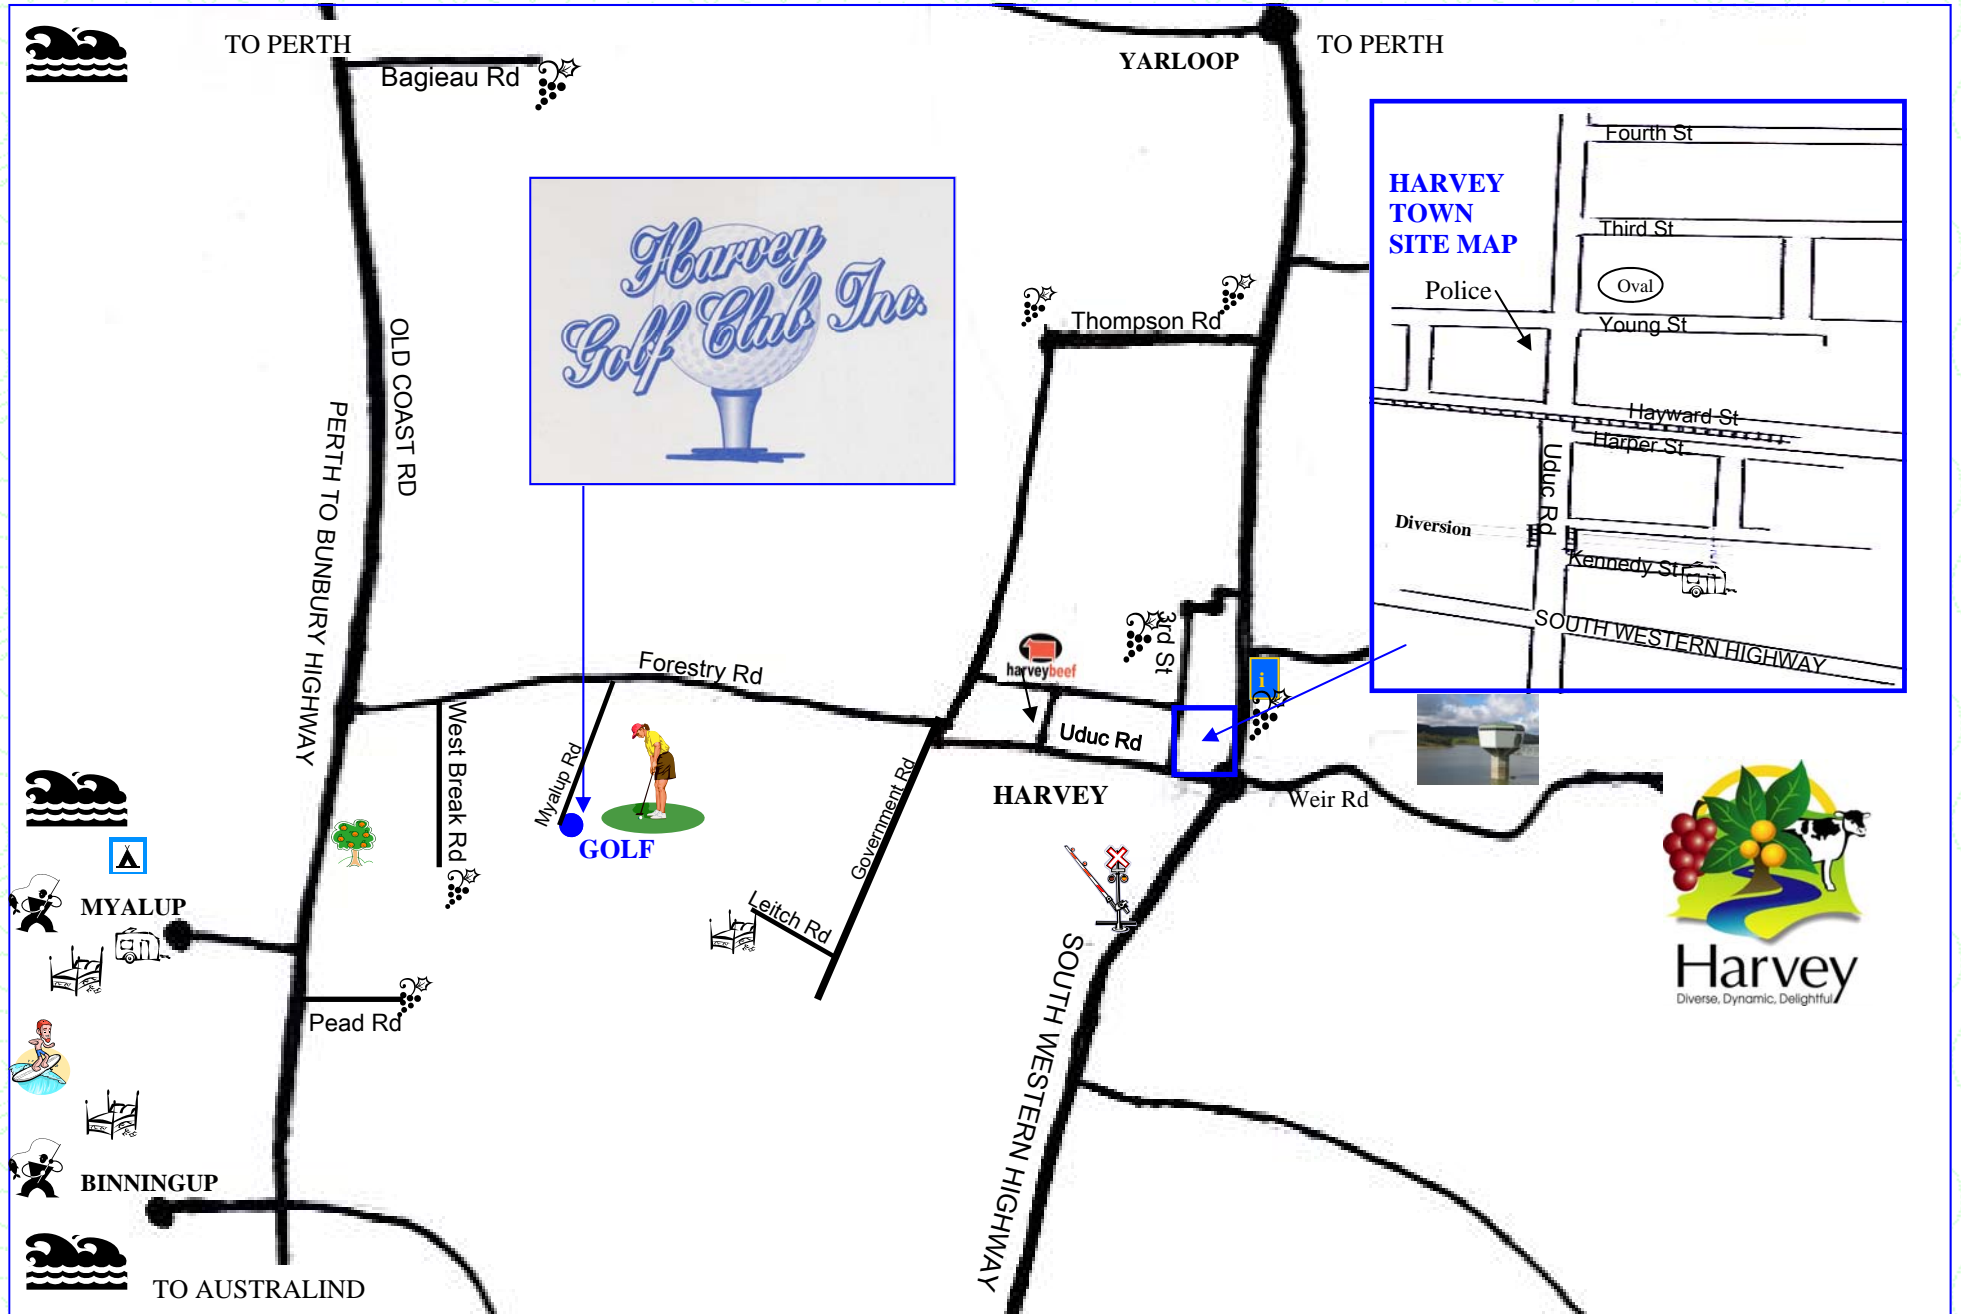 TO PERTH
Bagieau Rd
YARLOOP
TO PERTH
Fourth St
HARVEY
TOWN
SITE MAP
Third St
Police
Oval
Young St
Hayward St
Harper St
Uduc Rd
Diversion
Kennedy St
SOUTH WESTERN HIGHWAY
Harvey
Golf Club Inc.
OLD COAST RD
PERTH TO BUNBURY HIGHWAY
Thompson Rd
3rd St
harveybeef
i
Forestry Rd
West Break Rd
Myalup Rd
GOLF
Government Rd
Uduc Rd
HARVEY
Weir Rd
Leitch Rd
MYALUP
Pead Rd
SOUTH WESTERN HIGHWAY
Harvey
Diverse, Dynamic, Delightful
BINNINGUP
TO AUSTRALIND